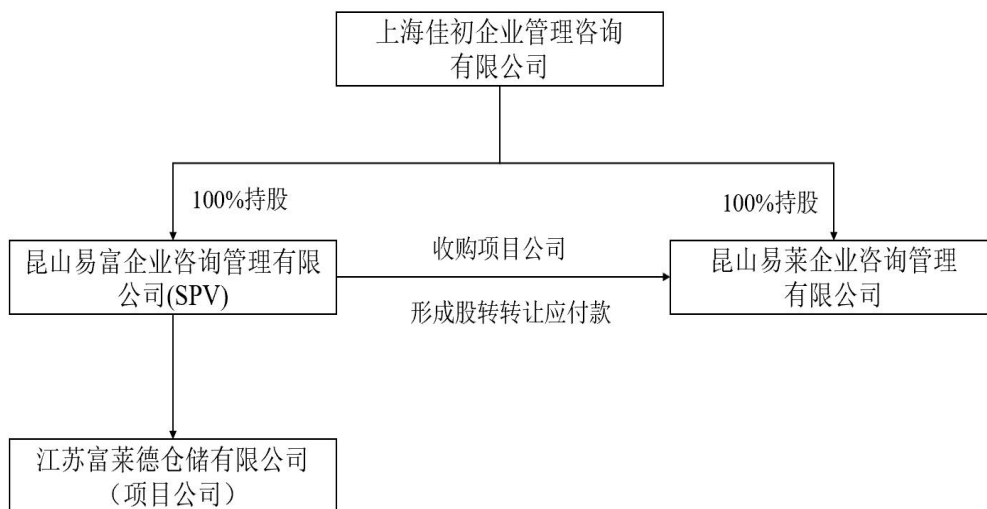 上海佳初企业管理咨询
有限公司
100%持股
100%持股
昆山易富企业咨询管理有限
公司(SPV)
收购项目公司
形成股转转让应付款
昆山易莱企业咨询管理
有限公司
江苏富莱德仓储有限公司
（项目公司）